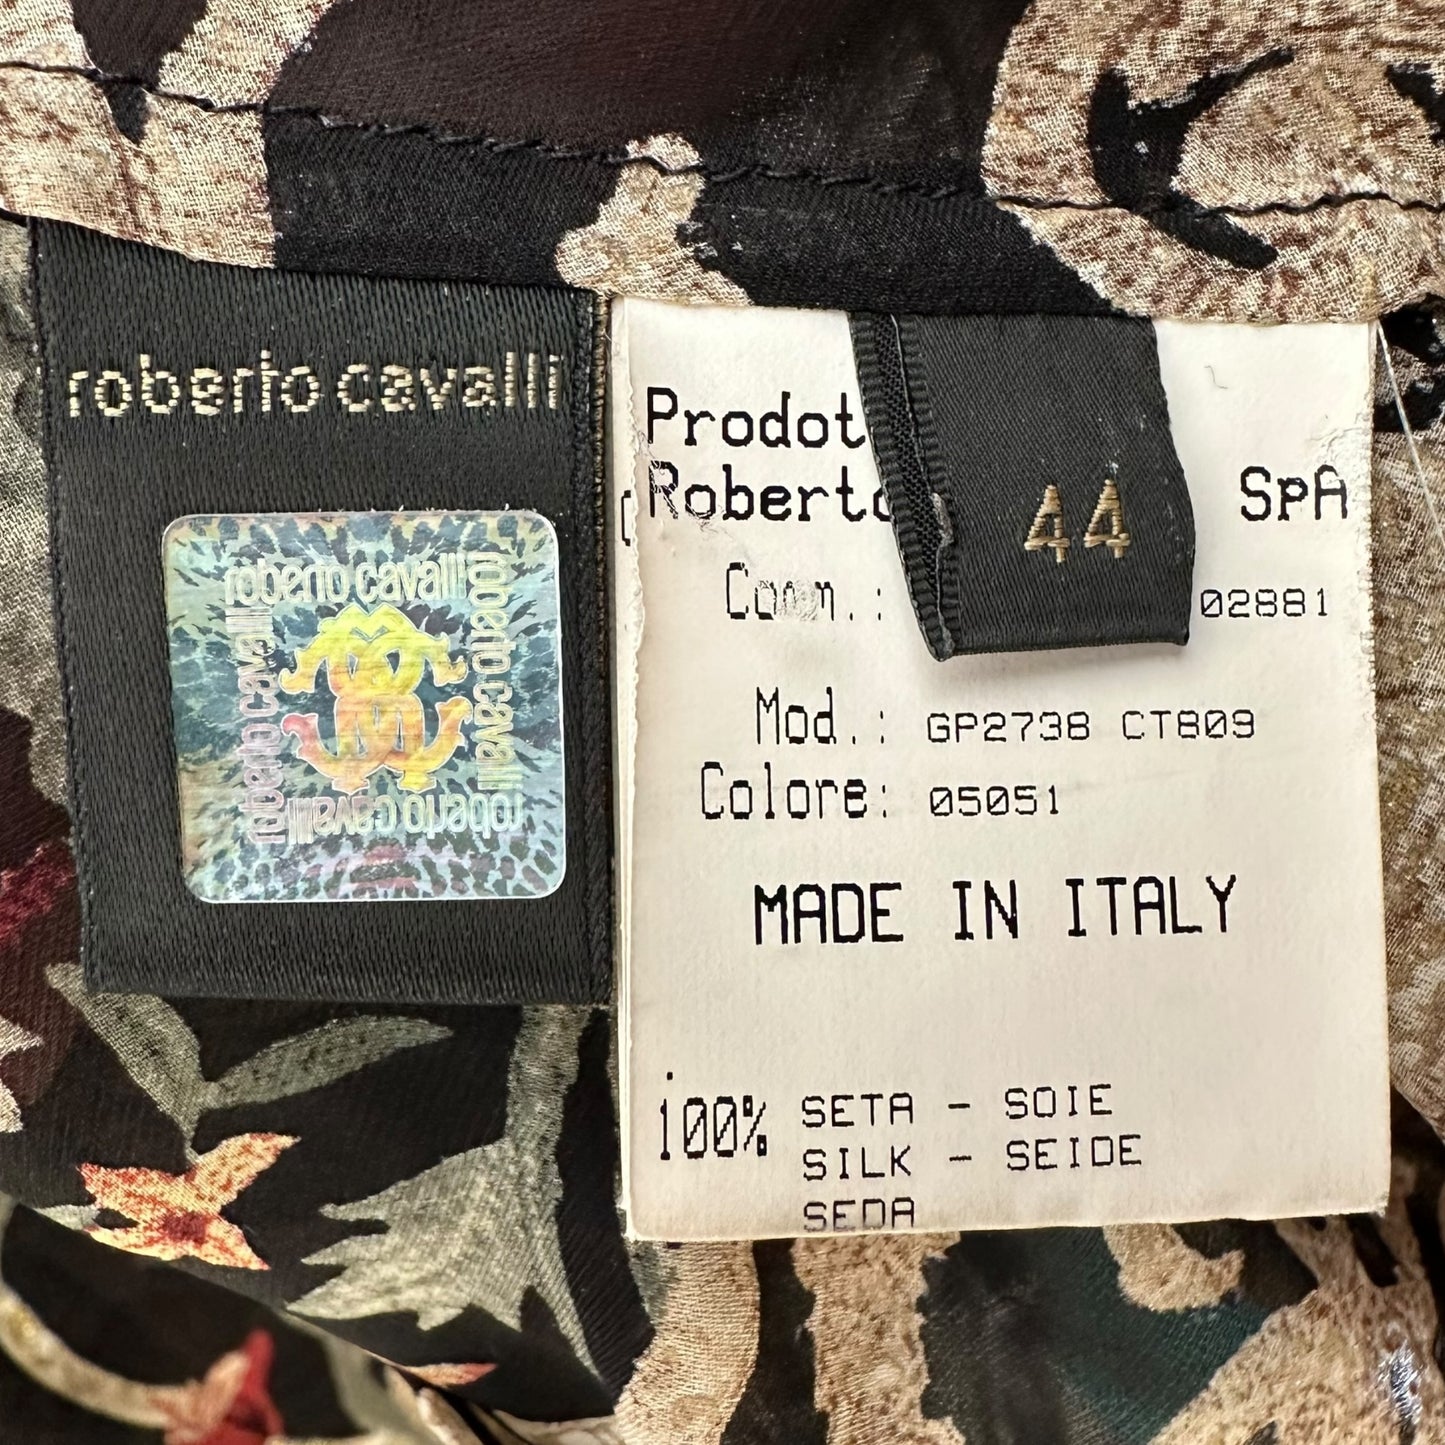 roberto cavalli
roberto cavalli
roberto cavalli
roberto cavalli
roberto cavalli
Prodot
Roberto SpA
44
Comm.: 02881
Mod.: GP2738 CT809
Colore: 05051
MADE IN ITALY
100% SETA - SOIE
SILK - SEIDE
SEDA